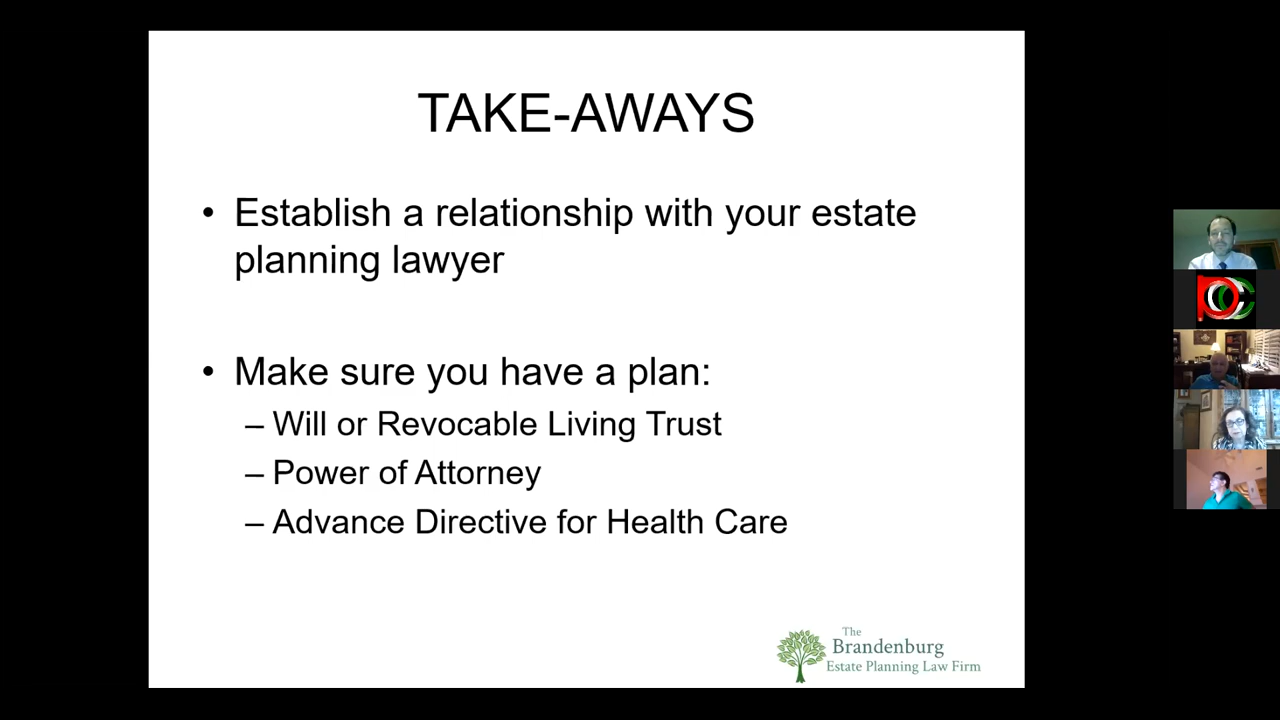 TAKE-AWAYS
• Establish a relationship with your estate
planning lawyer
• Make sure you have a plan:
– Will or Revocable Living Trust
– Power of Attorney
– Advance Directive for Health Care
The
Brandenburg
Estate Planning Law Firm